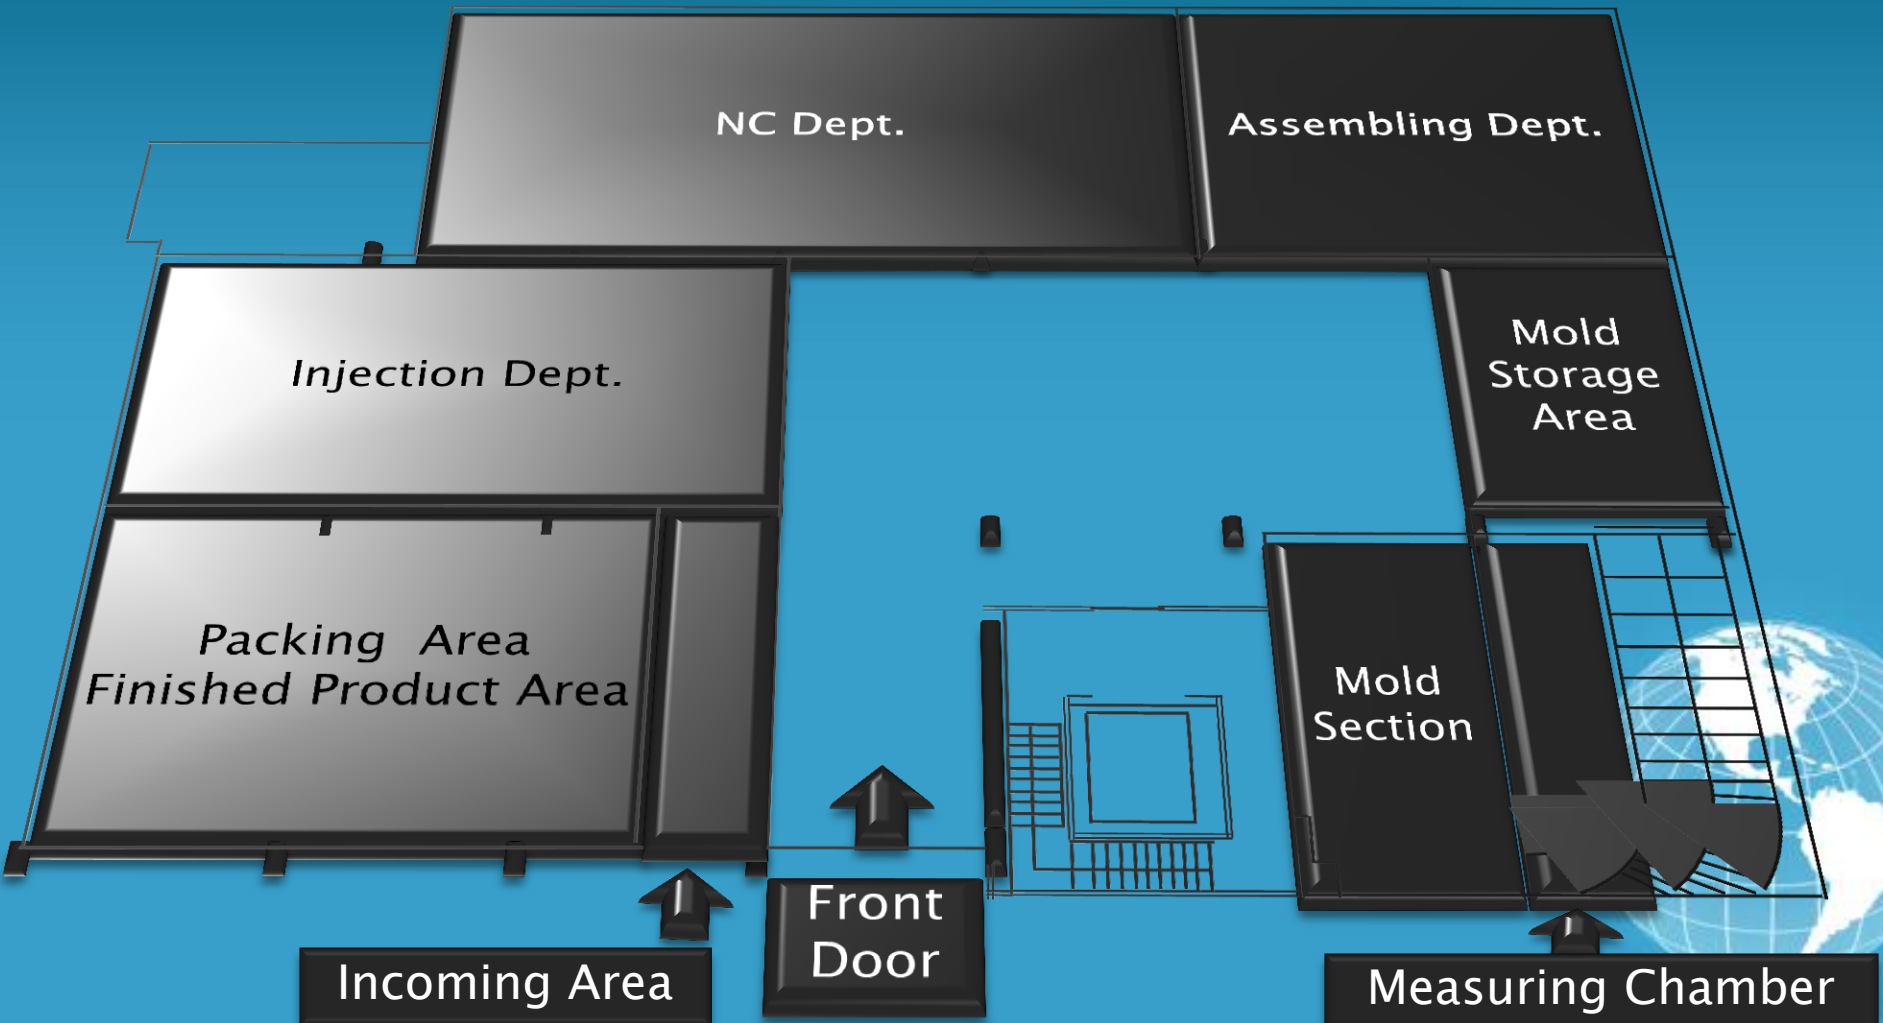 NC Dept.
Assembling Dept.
Injection Dept.
Mold
Storage
Area
Packing Area
Finished Product Area
Mold
Section
Front
Door
Incoming Area
Measuring Chamber